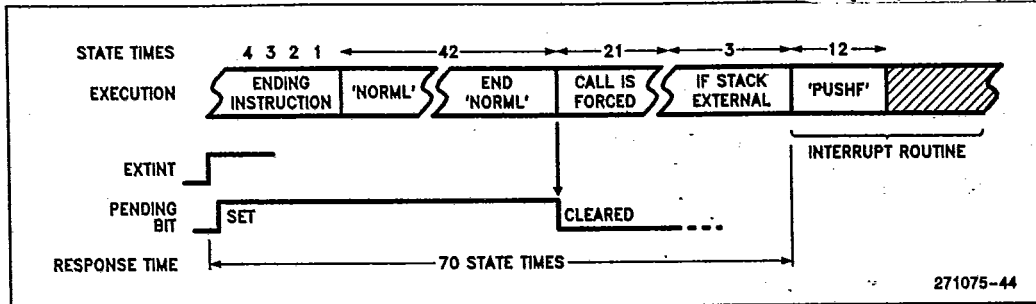 STATE TIMES 4 3 2 1 42 21 3 12
EXECUTION ENDING INSTRUCTION 'NORML' END 'NORML' CALL IS FORCED IF STACK EXTERNAL 'PUSHF'
INTERRUPT ROUTINE
EXTINT
PENDING BIT SET CLEARED
RESPONSE TIME 70 STATE TIMES
271075-44